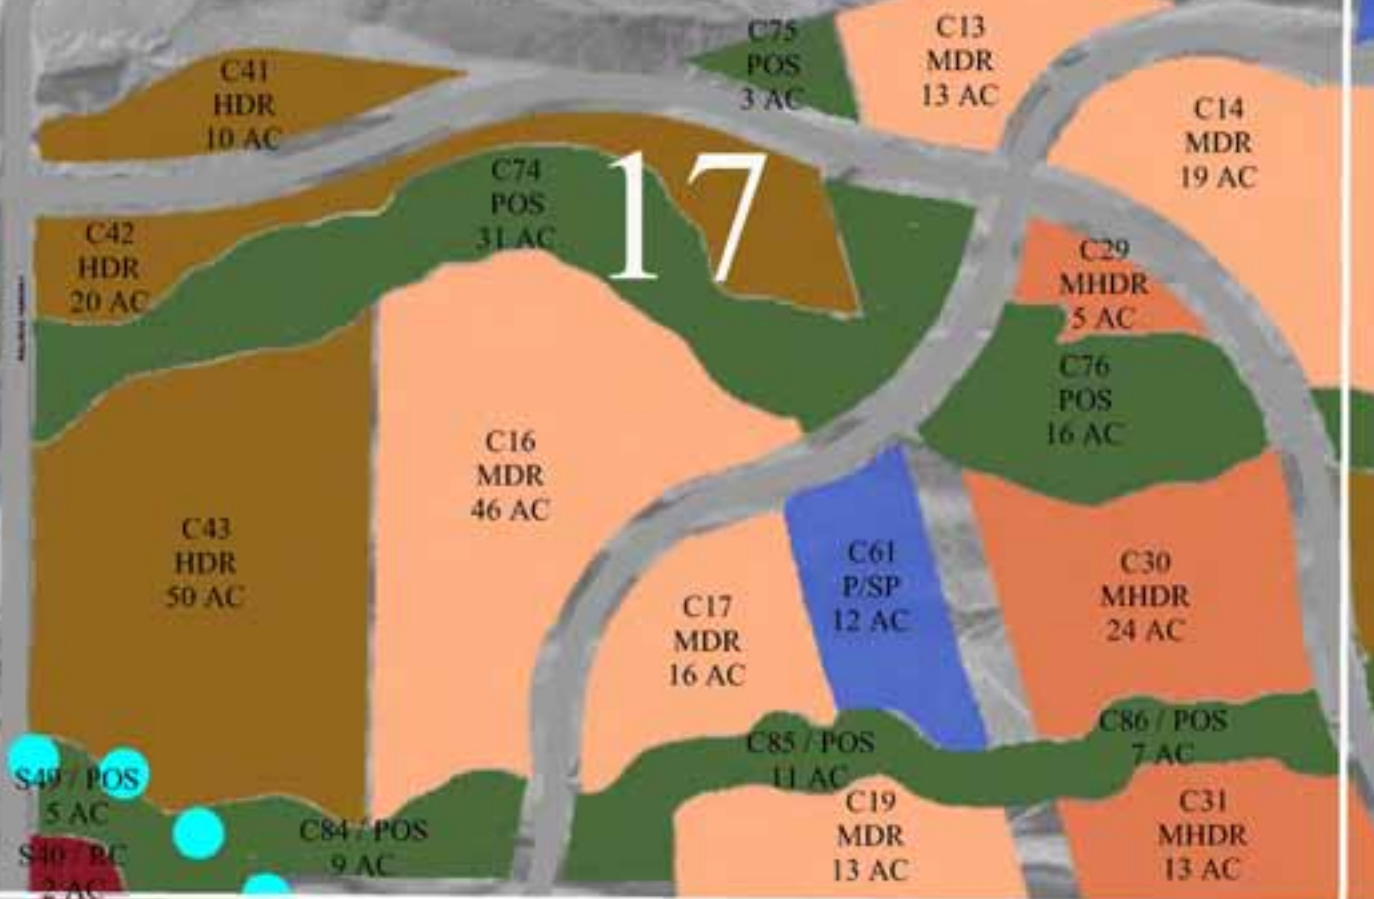 C41
HDR
10 AC
C75
POS
3 AC
C13
MDR
13 AC
C14
MDR
19 AC
C74
POS
31 AC
17
C42
HDR
20 AC
C29
MHDR
5 AC
C76
POS
16 AC
C16
MDR
46 AC
C43
HDR
50 AC
C61
P/SP
12 AC
C30
MHDR
24 AC
C17
MDR
16 AC
C86 / POS
7 AC
C85 / POS
11 AC
S49 / POS
5 AC
C19
MDR
13 AC
C31
MHDR
13 AC
C84 / POS
9 AC
S40 / RC
2 AC